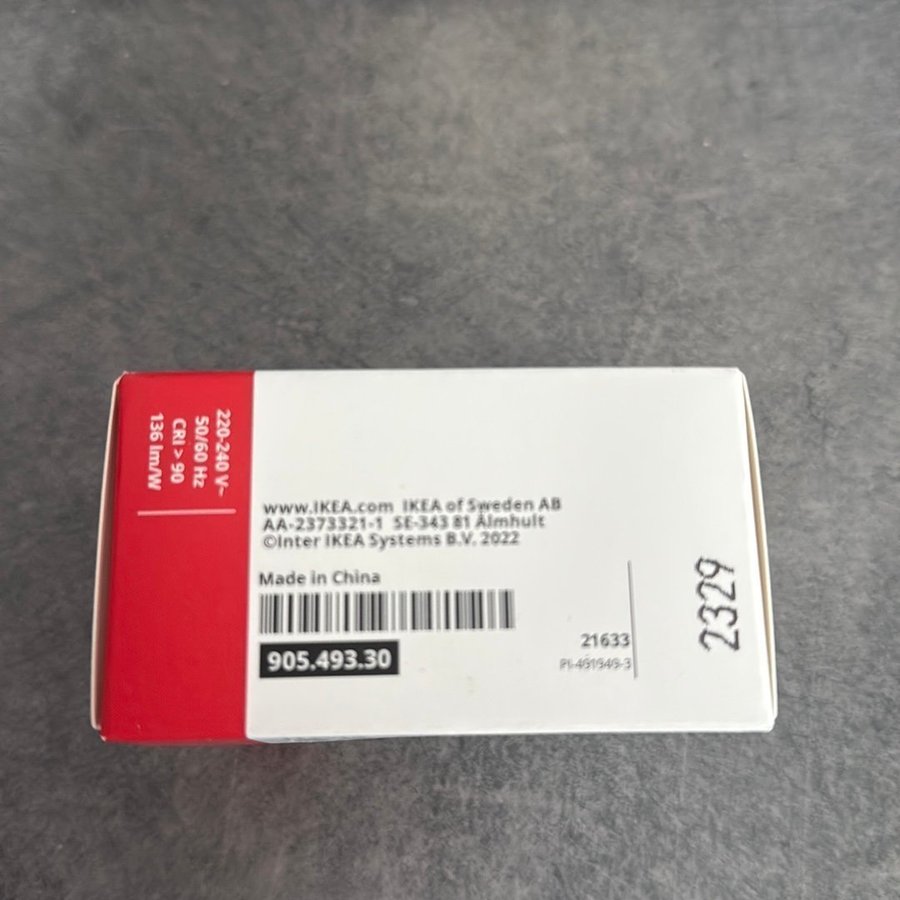 220-240 V~
50/60 Hz
CRI > 90
136 lm/W
www.IKEA.com IKEA of Sweden AB
AA-2373321-1 SE-343 81 Älmhult
©Inter IKEA Systems B.V. 2022
Made in China
905.493.30
21633
2329